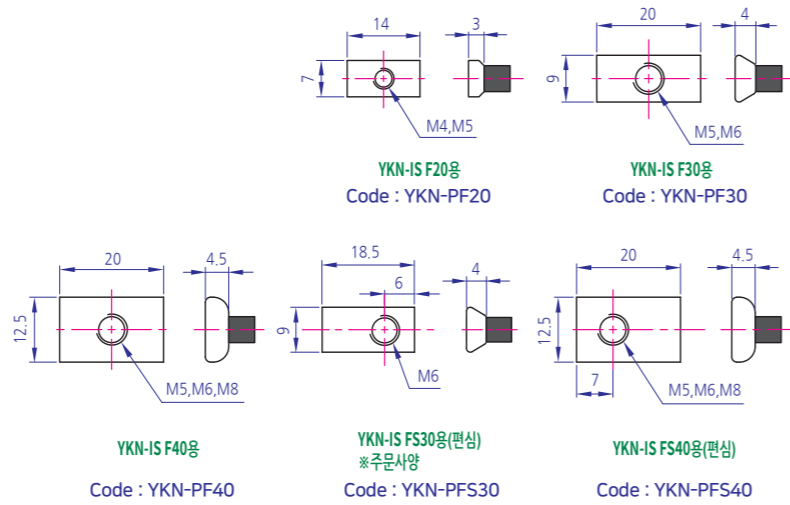 14
3
7
M4,M5
YKN-IS F20용
Code : YKN-PF20
20
4
9
M5,M6
YKN-IS F30용
Code : YKN-PF30
20
4.5
12.5
M5,M6,M8
YKN-IS F40용
Code : YKN-PF40
18.5
6
4
9
M6
YKN-IS FS30용(편심)
※주문사양
Code : YKN-PFS30
20
4.5
12.5
7
M5,M6,M8
YKN-IS FS40용(편심)
Code : YKN-PFS40